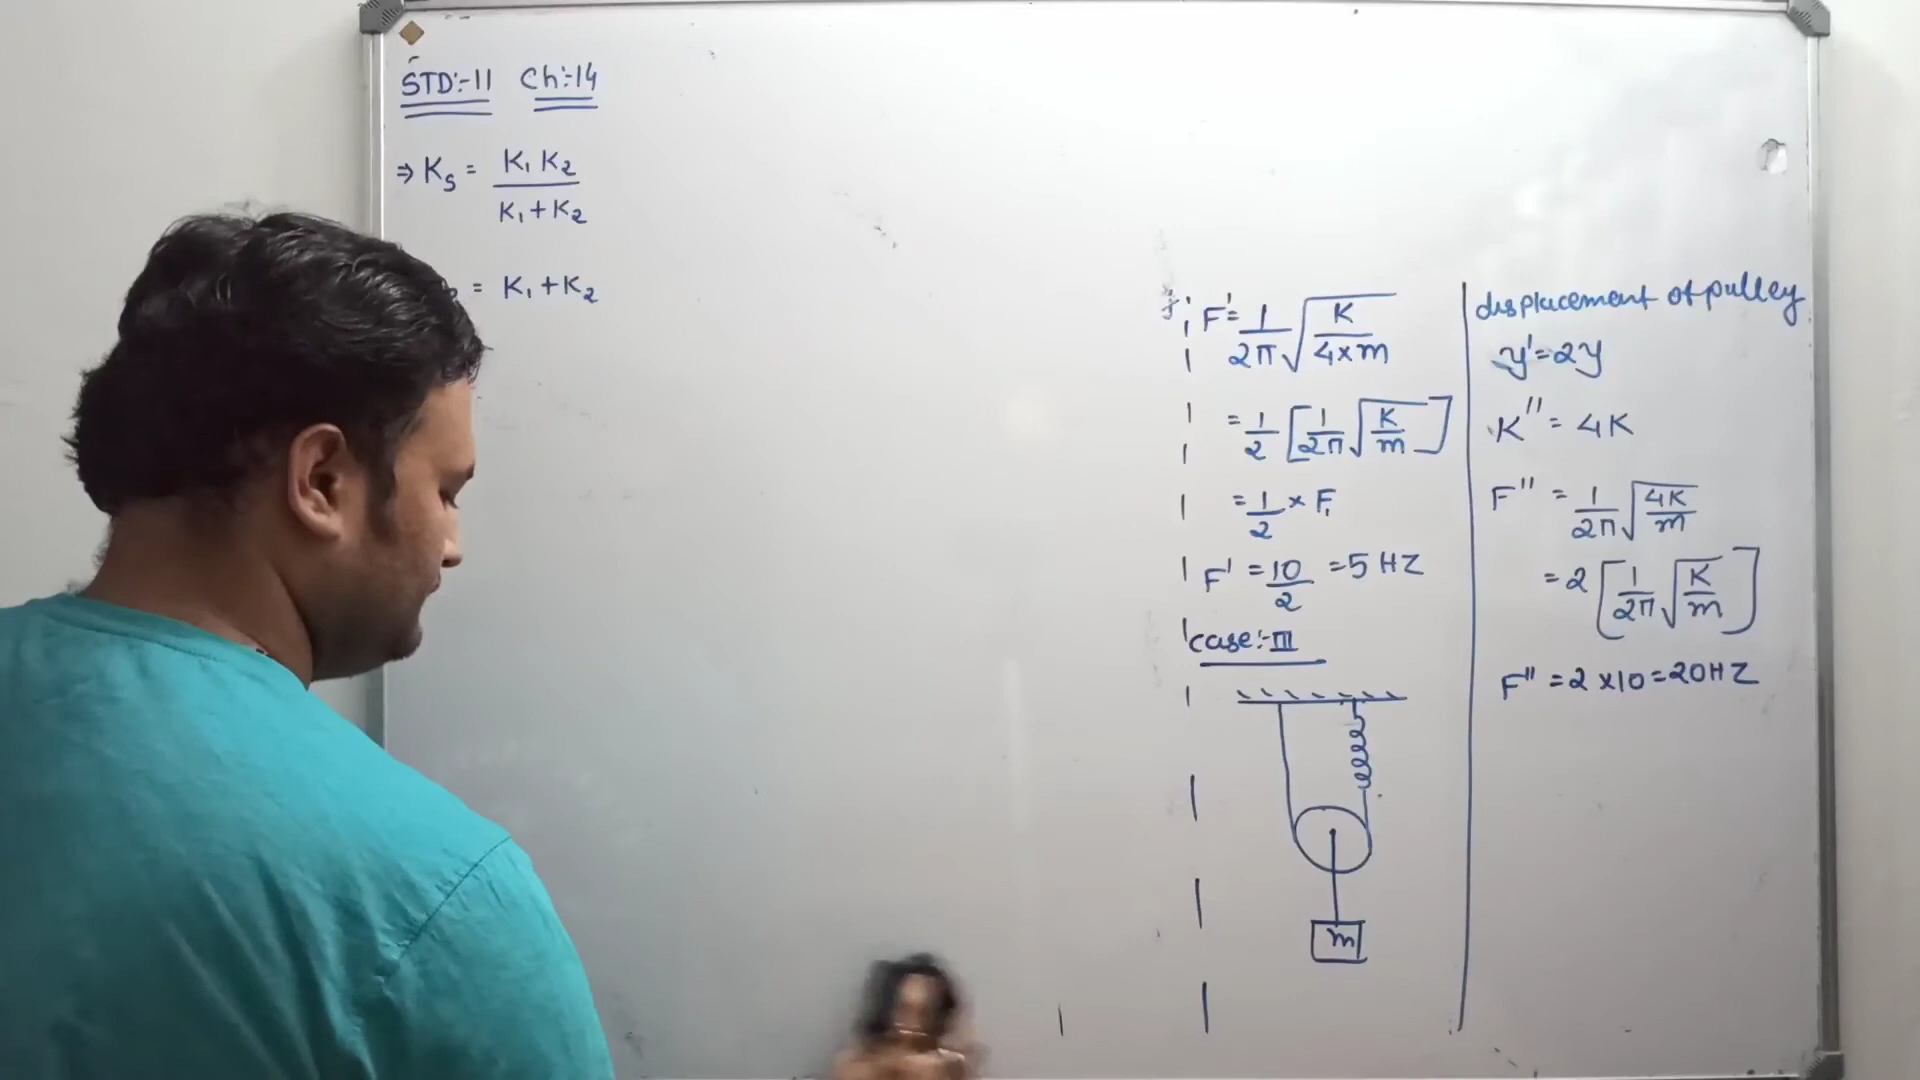 STD:-11 Ch:-14
⇒ Ks = K₁ K₂ / K₁ + K₂
= K₁ + K₂
F' = 1/2π √(K/4×m)
= 1/2 [1/2π √(K/m)]
= 1/2 × F₁
F' = 10/2 = 5 HZ
case:-III
m
displacement of pulley
y' = 2y
K'' = 4K
F'' = 1/2π √(4K/m)
= 2 [1/2π √(K/m)]
F'' = 2 × 10 = 20 HZ